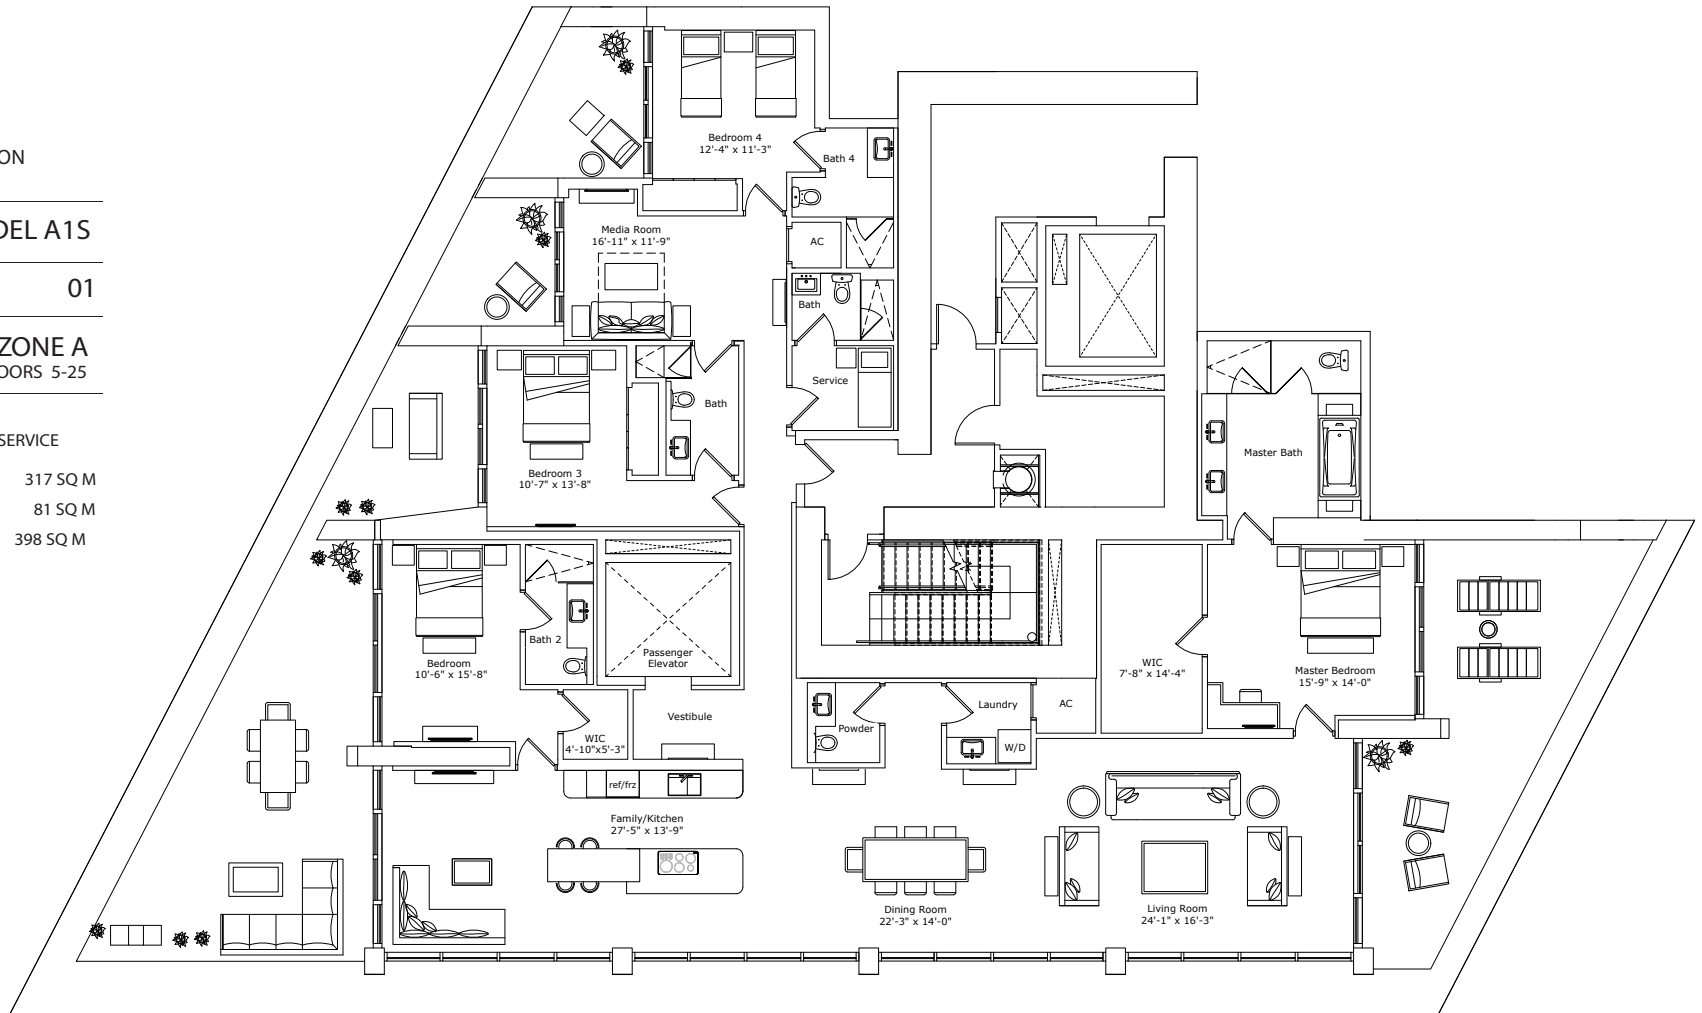 ON
DEL A1S
01
ZONE A
OORS 5-25
SERVICE
317 SQ M
81 SQ M
398 SQ M
Bedroom 4
12'-4" x 11'-3"
Bath 4
Media Room
16'-11" x 11'-9"
AC
Bath
Service
Bath
Bedroom 3
10'-7" x 13'-8"
Master Bath
Bedroom
10'-6" x 15'-8"
Bath 2
Passenger
Elevator
WIC
7'-8" x 14'-4"
Master Bedroom
15'-9" x 14'-0"
Vestibule
WIC
4'-10"x5'-3"
Powder
Laundry
AC
W/D
ref/frz
Family/Kitchen
27'-5" x 13'-9"
Dining Room
22'-3" x 14'-0"
Living Room
24'-1" x 16'-3"